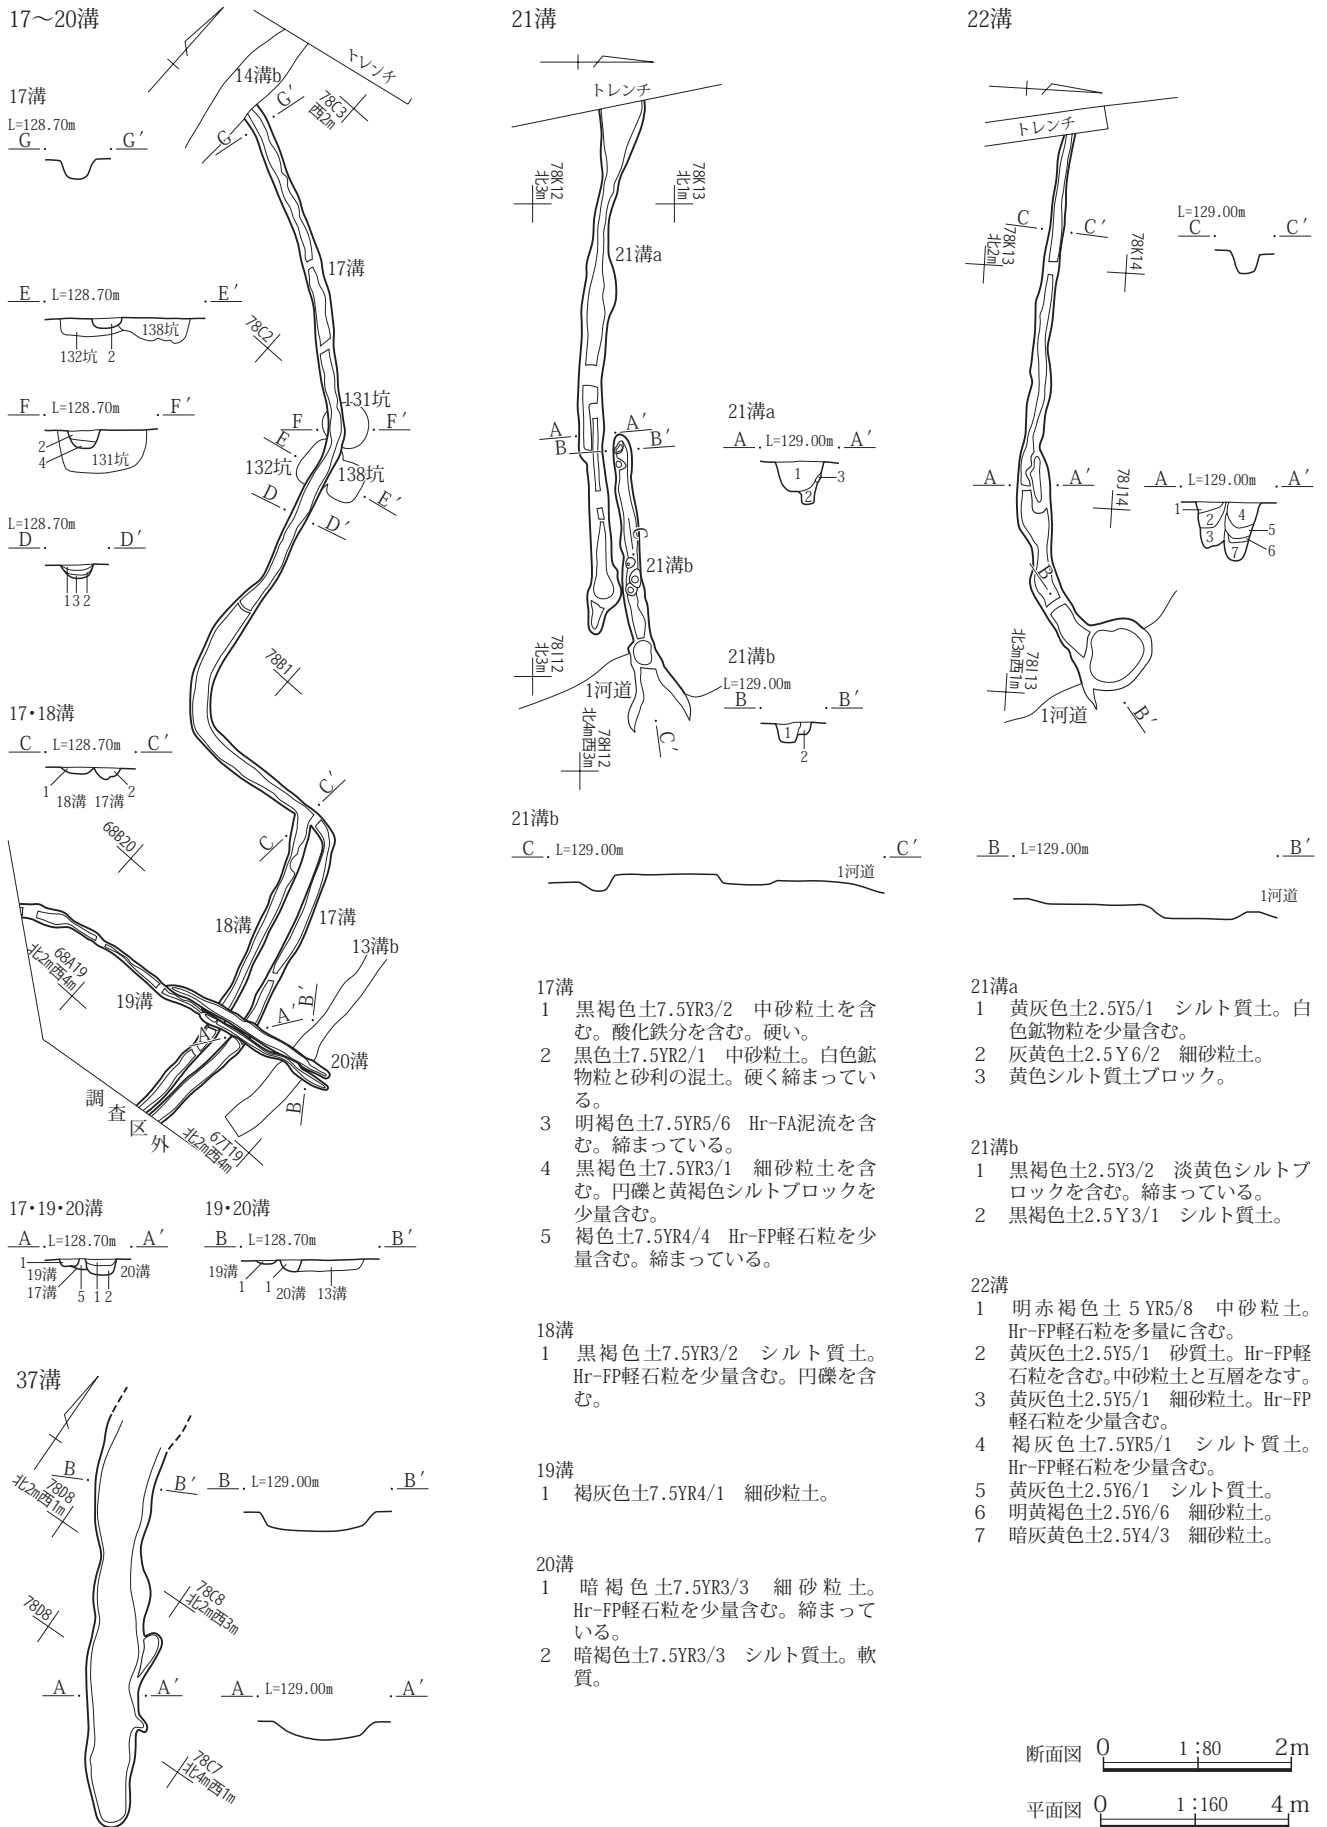 17～20溝
トレンチ
14溝b
G G′
78C3
西2m
17溝
L=128.70m
G G′
17溝
E L=128.70m E′
138坑
132坑 2
78C2
F L=128.70m F′
2
4
131坑
131坑
F F′
E
132坑
138坑
E′
D
D′
L=128.70m
D D′
1 3 2
78B1
17・18溝
C L=128.70m C′
1 18溝 17溝 2
68B20
C′
C
18溝
17溝
13溝b
68A19
北2m西4m
19溝
A A′
B′
20溝
B
調査区外
67T19
北2m西4m
17・19・20溝
A L=128.70m A′
1
19溝
17溝
5 1 2
20溝
19・20溝
B L=128.70m B′
19溝
1 1
20溝 13溝
37溝
B B′
78D8
北2m西1m
B L=129.00m B′
78D8
78C8
北2m西3m
A A′
A L=129.00m A′
78C7
北4m西1m
21溝
トレンチ
78K12
北3m
78K13
北1m
21溝a
A A′
B B′
21溝a
A L=129.00m A′
1
3
2
C
21溝b
78I12
北3m
1河道
78H12
北4m西3m
C′
21溝b
L=129.00m
B B′
1
2
21溝b
C L=129.00m C′
1河道
22溝
トレンチ
C C′
78K13
北2m
78K14
L=129.00m
C C′
A A′
78J14
A L=129.00m A′
1
2
3
4
5
6
7
B
78I13
北3m西1m
1河道
B′
B L=129.00m B′
1河道
17溝
1 黒褐色土7.5YR3/2 中砂粒土を含
む。酸化鉄分を含む。硬い。
2 黒色土7.5YR2/1 中砂粒土。白色鉱
物粒と砂利の混土。硬く締まってい
る。
3 明褐色土7.5YR5/6 Hr-FA泥流を含
む。締まっている。
4 黒褐色土7.5YR3/1 細砂粒土を含
む。円礫と黄褐色シルトブロックを
少量含む。
5 褐色土7.5YR4/4 Hr-FP軽石粒を少
量含む。締まっている。
18溝
1 黒褐色土7.5YR3/2 シルト質土。
Hr-FP軽石粒を少量含む。円礫を含
む。
19溝
1 褐灰色土7.5YR4/1 細砂粒土。
20溝
1 暗褐色土7.5YR3/3 細砂粒土。
Hr-FP軽石粒を少量含む。締まって
いる。
2 暗褐色土7.5YR3/3 シルト質土。軟
質。
21溝a
1 黄灰色土2.5Y5/1 シルト質土。白
色鉱物粒を少量含む。
2 灰黄色土2.5Ｙ6/2 細砂粒土。
3 黄色シルト質土ブロック。
21溝b
1 黒褐色土2.5Y3/2 淡黄色シルトブ
ロックを含む。締まっている。
2 黒褐色土2.5Ｙ3/1 シルト質土。
22溝
1 明赤褐色土５YR5/8 中砂粒土。
Hr-FP軽石粒を多量に含む。
2 黄灰色土2.5Y5/1 砂質土。Hr-FP軽
石粒を含む。中砂粒土と互層をなす。
3 黄灰色土2.5Y5/1 細砂粒土。Hr-FP
軽石粒を少量含む。
4 褐灰色土7.5YR5/1 シルト質土。
Hr-FP軽石粒を少量含む。
5 黄灰色土2.5Y6/1 シルト質土。
6 明黄褐色土2.5Y6/6 細砂粒土。
7 暗灰黄色土2.5Y4/3 細砂粒土。
断面図 0 1：80 2m
平面図 0 1：160 4m